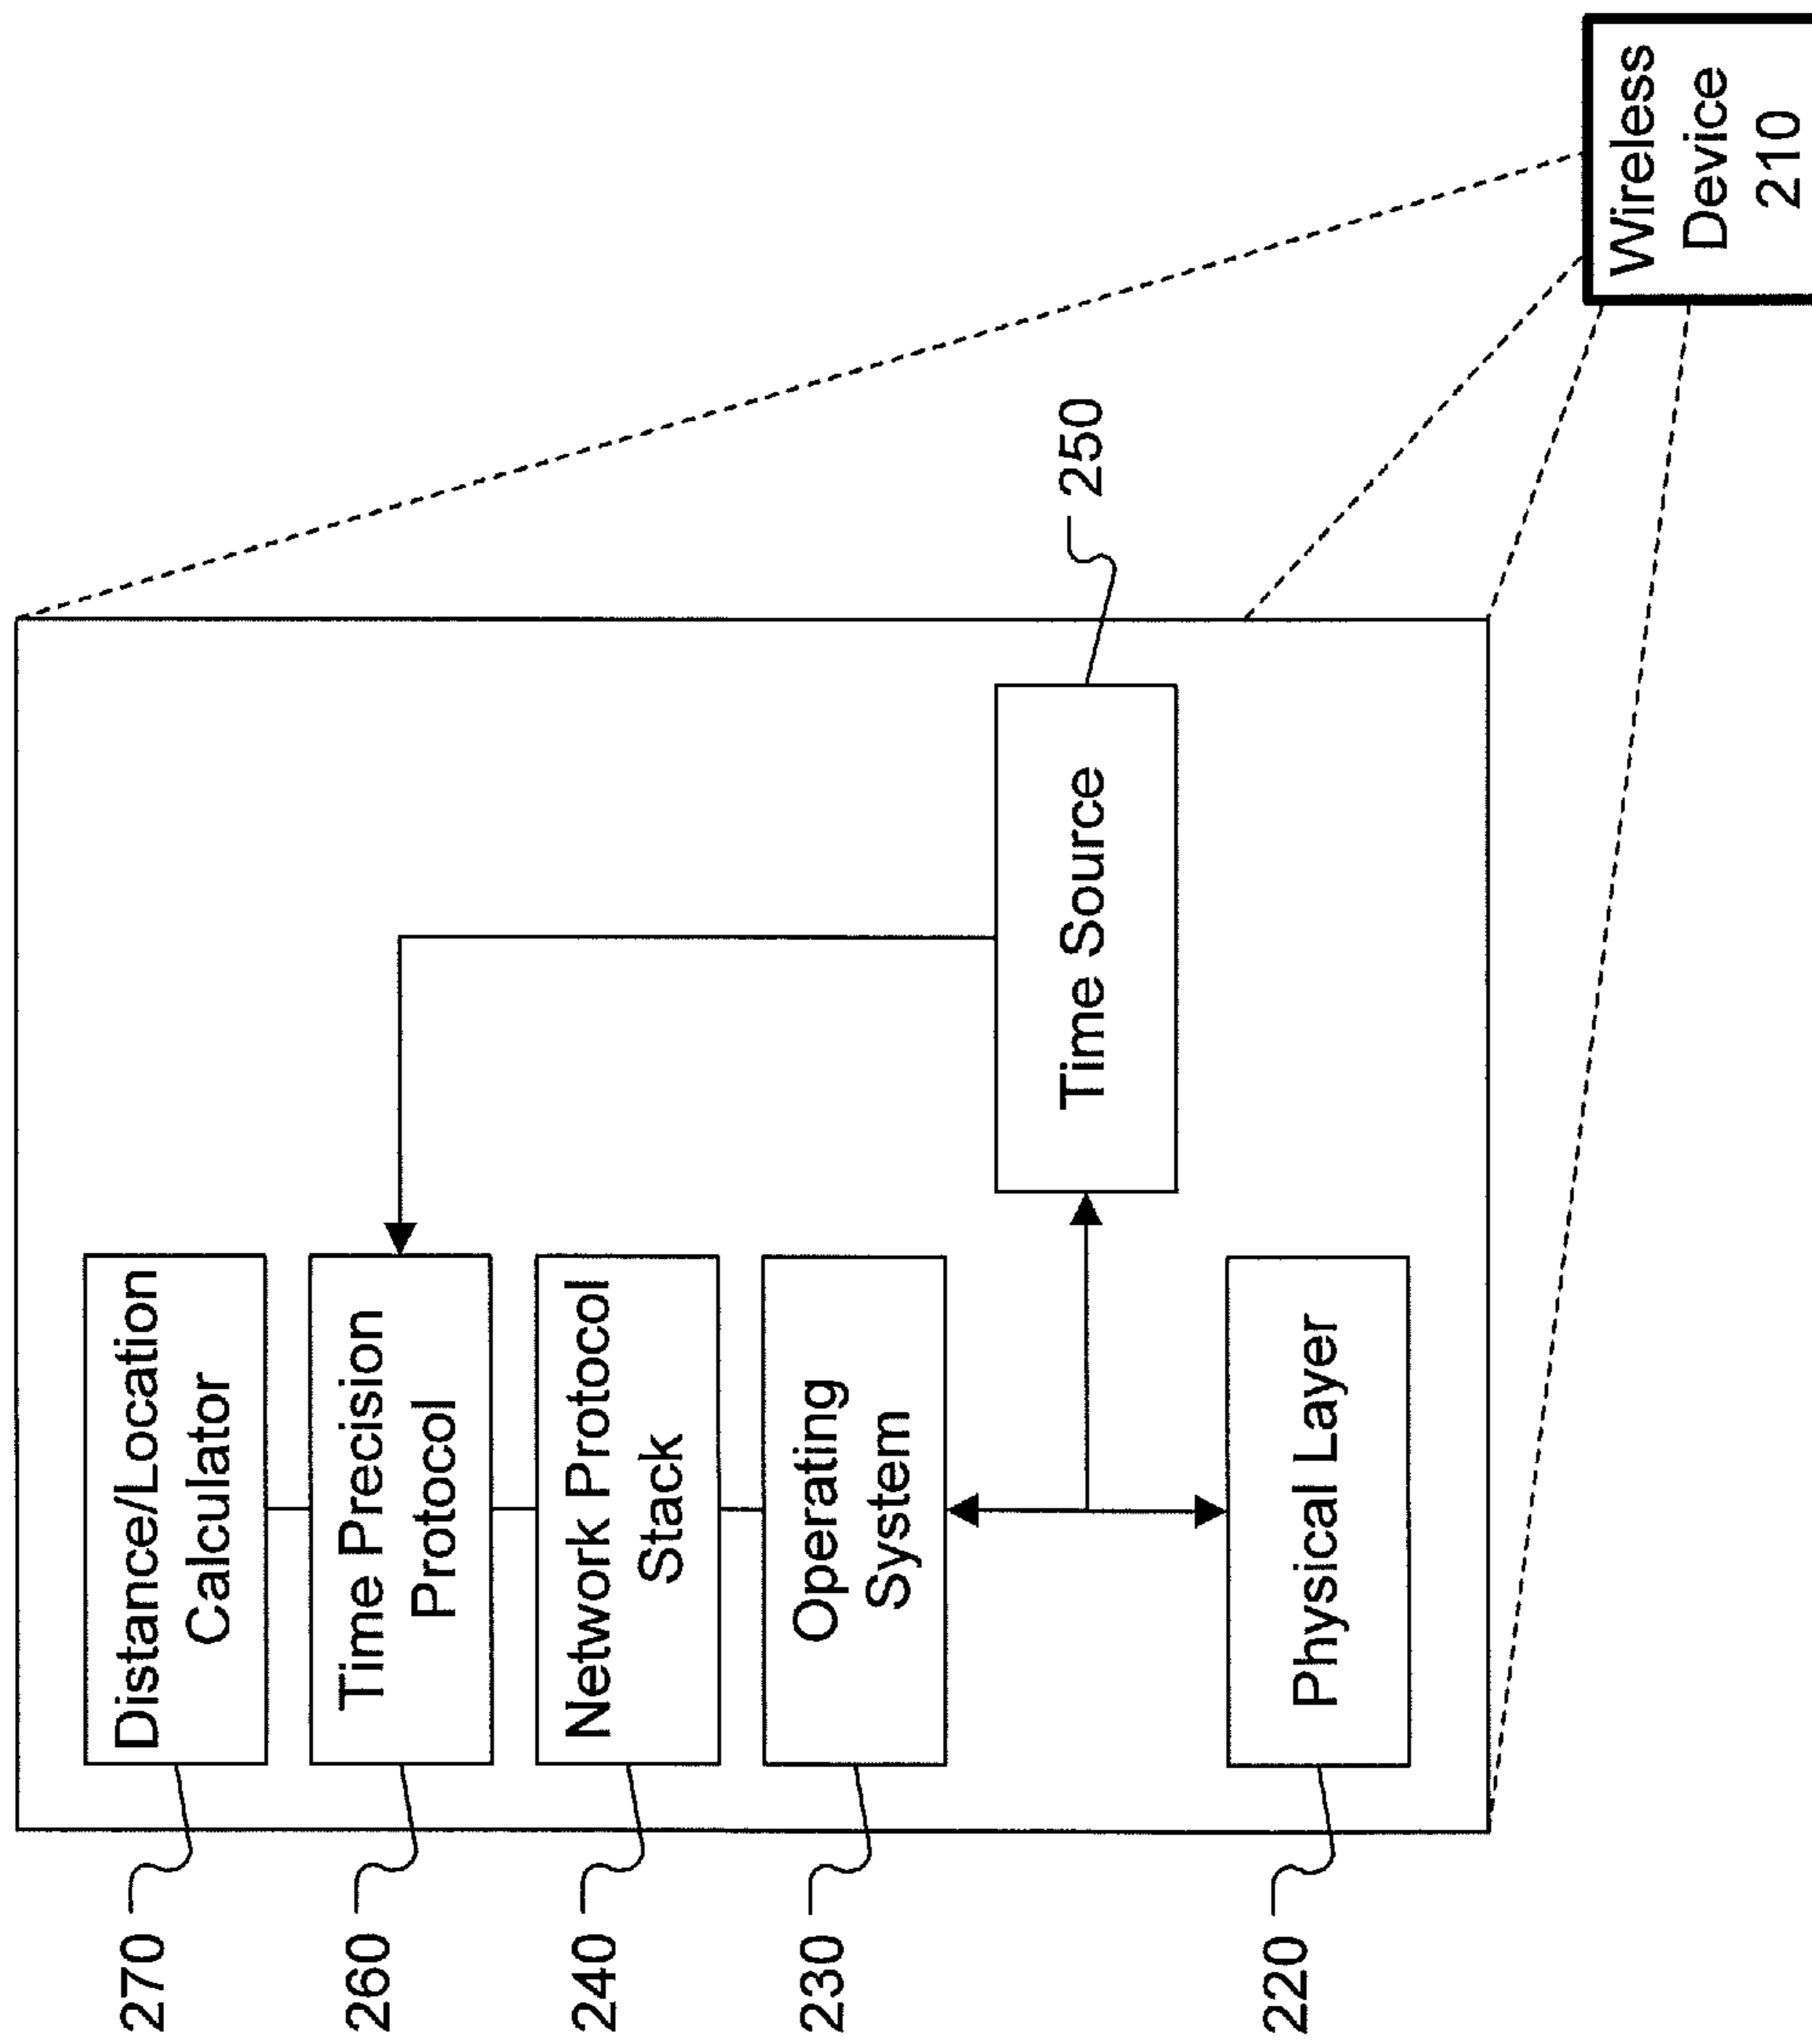 270
Distance/Location
Calculator
260
Time Precision
Protocol
240
Network Protocol
Stack
230
Operating
System
Time Source
250
220
Physical Layer
Wireless
Device
210